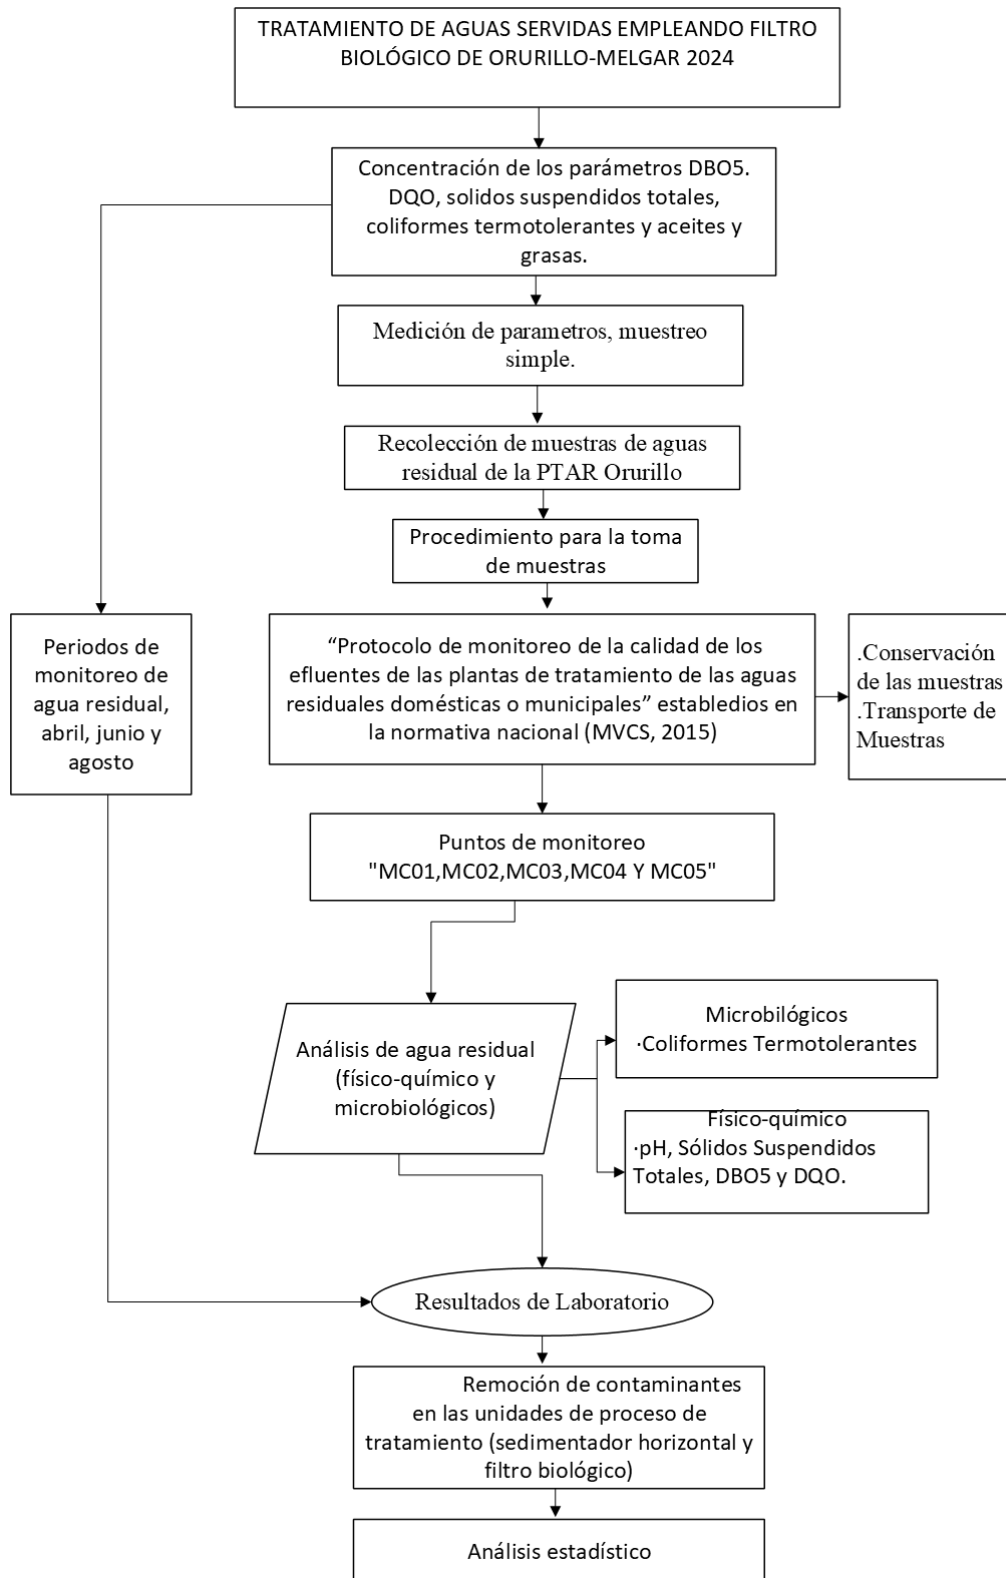 TRATAMIENTO DE AGUAS SERVIDAS EMPLEANDO FILTRO
BIOLÓGICO DE ORURILLO-MELGAR 2024
Concentración de los parámetros DBO5.
DQO, solidos suspendidos totales,
coliformes termotolerantes y aceites y
grasas.
Medición de parametros, muestreo
simple.
Recolección de muestras de aguas
residual de la PTAR Orurillo
Procedimiento para la toma
de muestras
Periodos de
monitoreo de
agua residual,
abril, junio y
agosto
“Protocolo de monitoreo de la calidad de los
efluentes de las plantas de tratamiento de las aguas
residuales domésticas o municipales” establedios en
la normativa nacional (MVCS, 2015)
.Conservación
de las muestras
.Transporte de
Muestras
Puntos de monitoreo
"MC01,MC02,MC03,MC04 Y MC05"
Análisis de agua residual
(físico-químico y
microbiológicos)
Microbilógicos
·Coliformes Termotolerantes
Físico-químico
·pH, Sólidos Suspendidos
Totales, DBO5 y DQO.
Resultados de Laboratorio
Remoción de contaminantes
en las unidades de proceso de
tratamiento (sedimentador horizontal y
filtro biológico)
Análisis estadístico